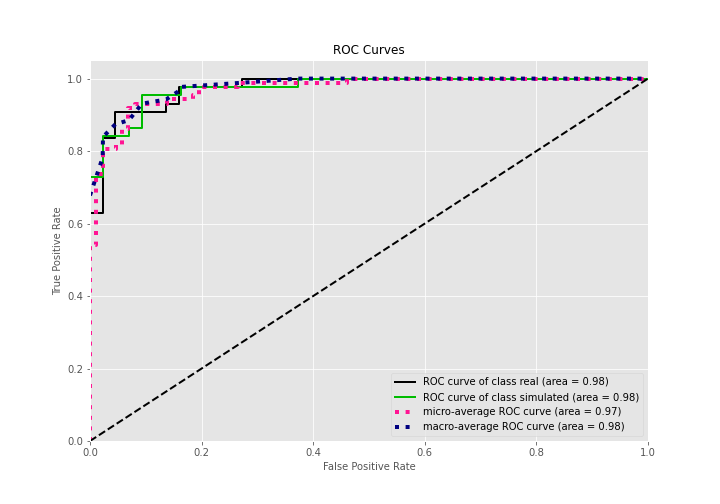 ROC Curves
True Positive Rate
1.0
0.8
0.6
0.4
0.2
0.0
0.0 0.2 0.4 0.6 0.8 1.0
False Positive Rate
ROC curve of class real (area = 0.98)
ROC curve of class simulated (area = 0.98)
micro-average ROC curve (area = 0.97)
macro-average ROC curve (area = 0.98)